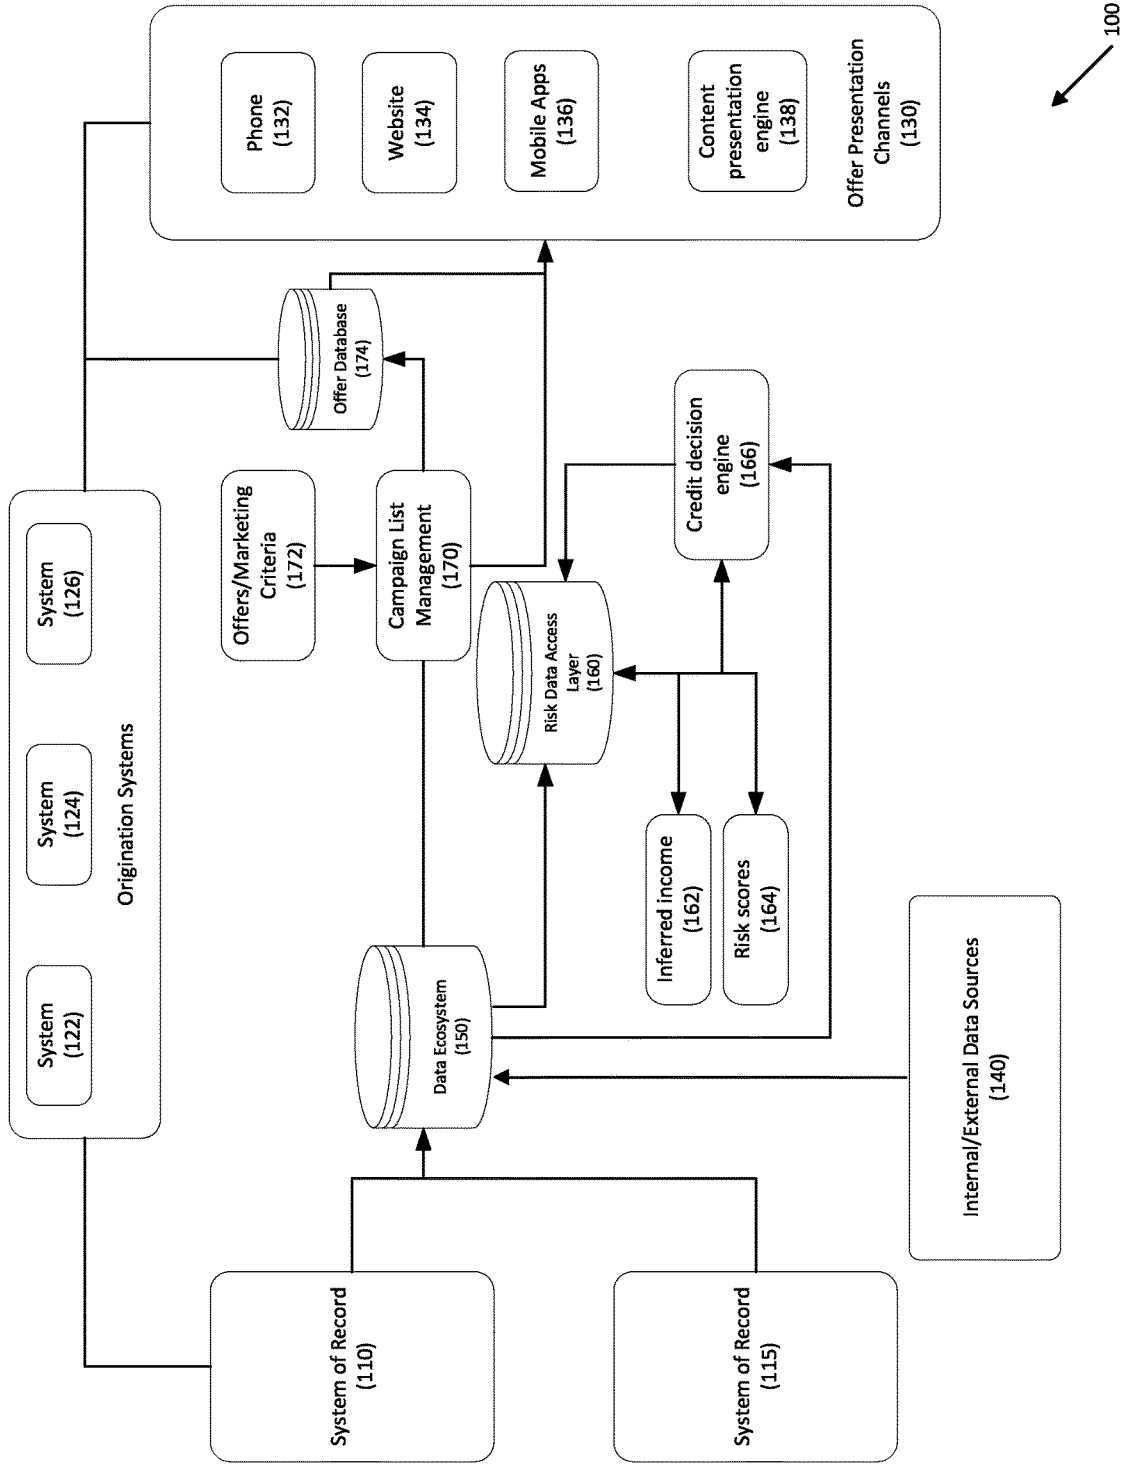 System
(122)
System
(124)
System
(126)
Origination Systems
System of Record
(110)
System of Record
(115)
Data Ecosystem
(150)
Internal/External Data Sources
(140)
Offers/Marketing
Criteria
(172)
Campaign List
Management
(170)
Risk Data Access
Layer
(160)
Inferred income
(162)
Risk scores
(164)
Credit decision
engine
(166)
Offer Database
(174)
Phone
(132)
Website
(134)
Mobile Apps
(136)
Content
presentation
engine
(138)
Offer Presentation
Channels
(130)
100